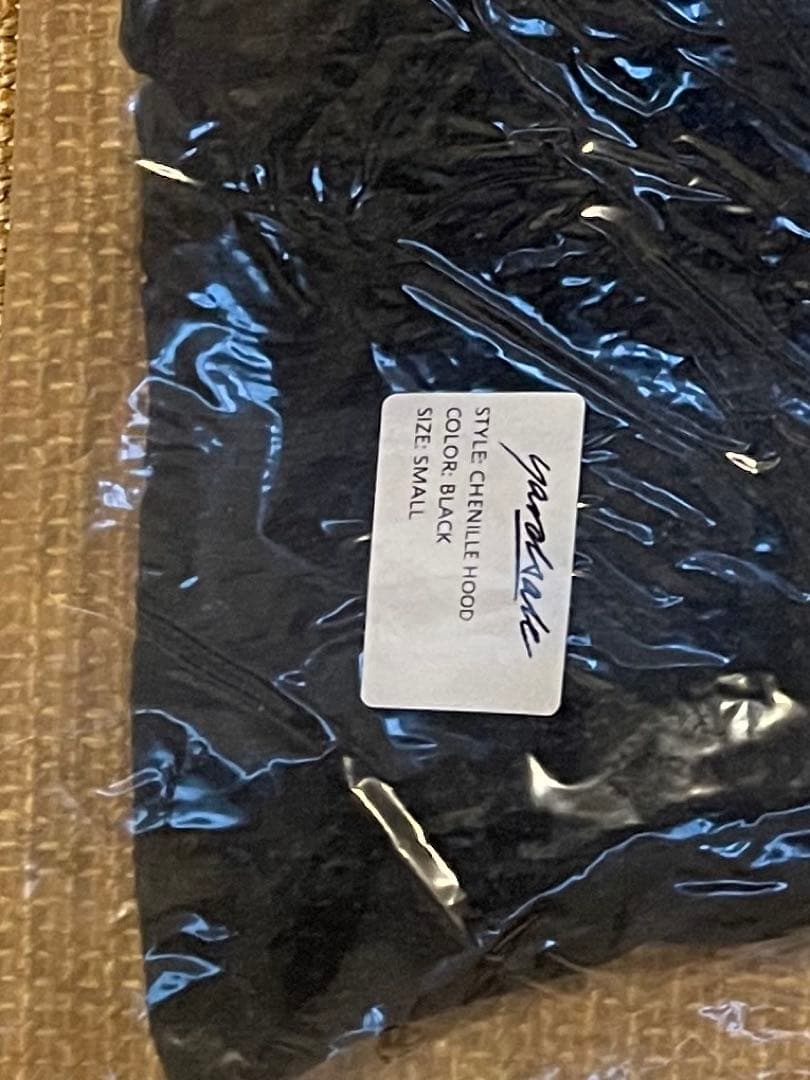 yardsale
STYLE: CHENILLE HOOD
COLOR: BLACK
SIZE: SMALL